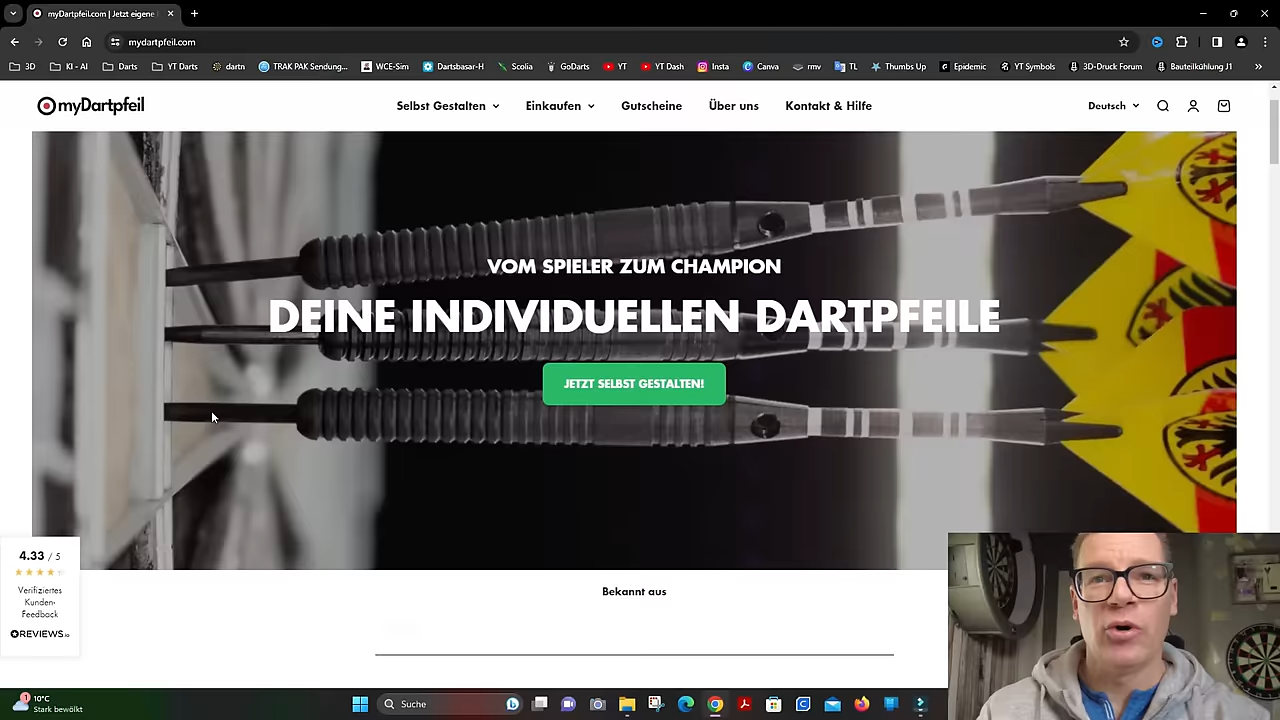 myDartpfeil.com | Jetzt eigene
mydartpfeil.com
3D
KI - AI
Darts
YT Darts
dartn
TRAK PAK Sendung...
WCE-Sim
Dartsbasar-H
Scolia
GoDarts
YT
YT Dash
Insta
Canva
rmv
TL
Thumbs Up
Epidemic
YT Symbols
3D-Druck Forum
Bauteilkühlung J1
myDartpfeil
Selbst Gestalten
Einkaufen
Gutscheine
Über uns
Kontakt & Hilfe
Deutsch
VOM SPIELER ZUM CHAMPION
DEINE INDIVIDUELLEN DARTPFEILE
JETZT SELBST GESTALTEN!
4.33 / 5
Verifiziertes
Kunden-
Feedback
REVIEWS.io
Bekannt aus
1
10°C
Stark bewölkt
Suche